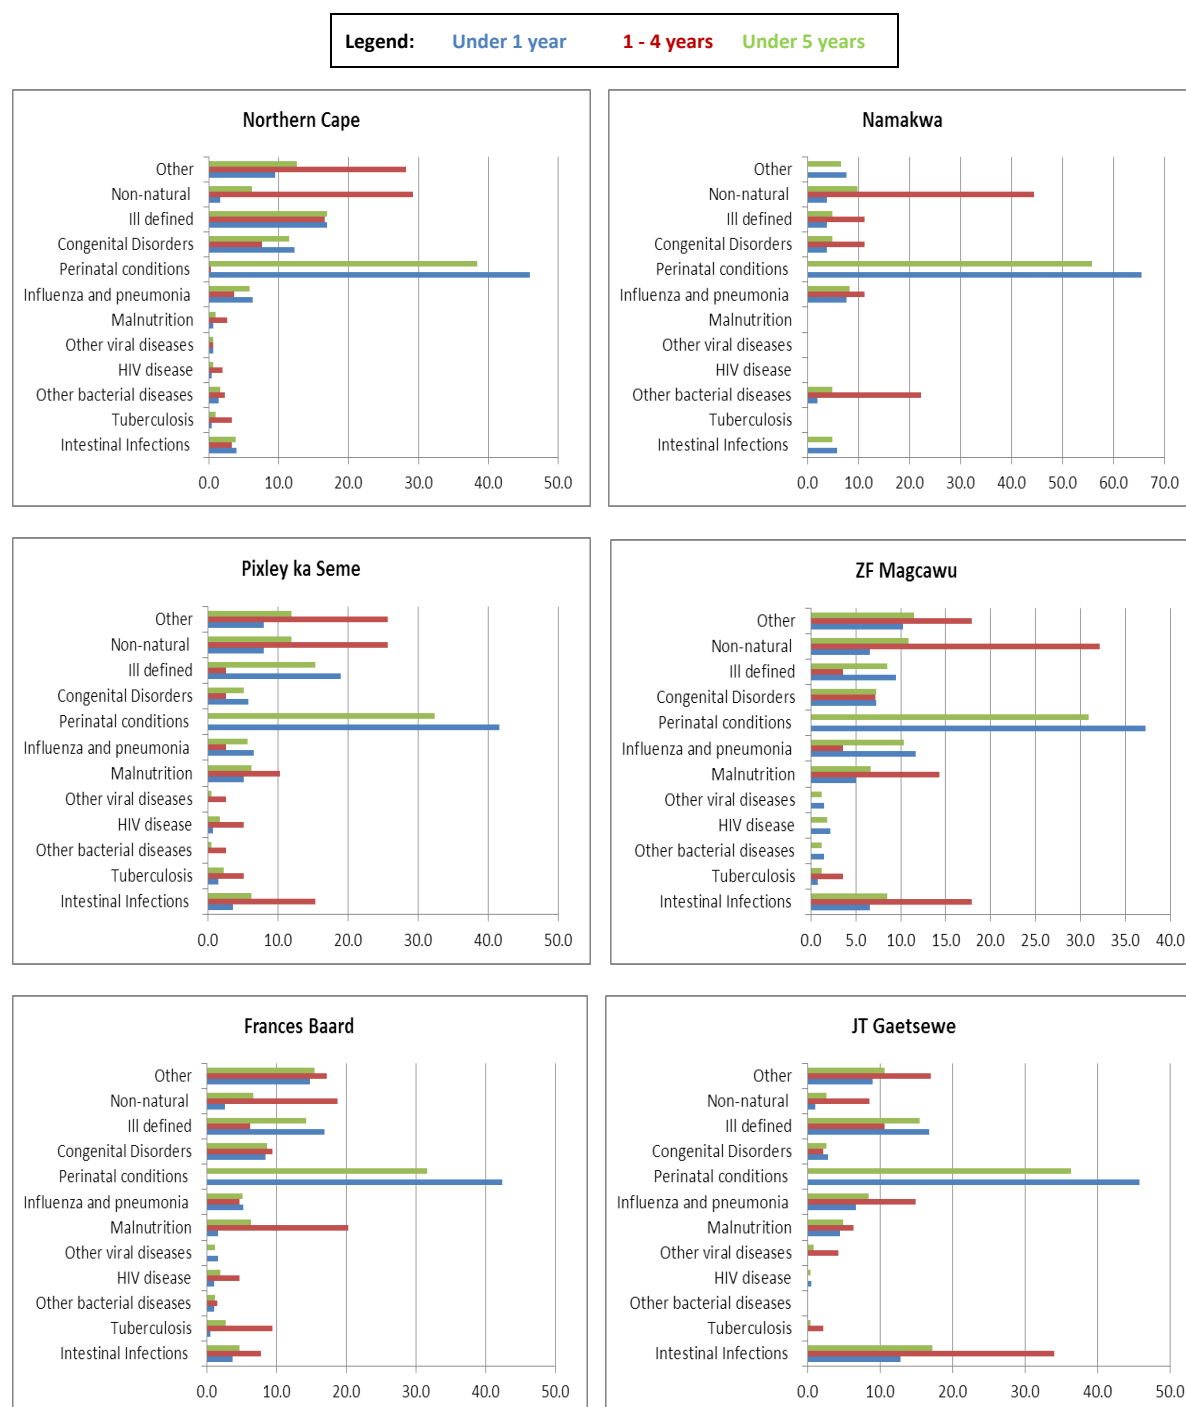 Legend: Under 1 year 1 - 4 years Under 5 years
Northern Cape
Other
Non-natural
Ill defined
Congenital Disorders
Perinatal conditions
Influenza and pneumonia
Malnutrition
Other viral diseases
HIV disease
Other bacterial diseases
Tuberculosis
Intestinal Infections
0.0 10.0 20.0 30.0 40.0 50.0
Namakwa
Other
Non-natural
Ill defined
Congenital Disorders
Perinatal conditions
Influenza and pneumonia
Malnutrition
Other viral diseases
HIV disease
Other bacterial diseases
Tuberculosis
Intestinal Infections
0.0 10.0 20.0 30.0 40.0 50.0 60.0 70.0
Pixley ka Seme
Other
Non-natural
Ill defined
Congenital Disorders
Perinatal conditions
Influenza and pneumonia
Malnutrition
Other viral diseases
HIV disease
Other bacterial diseases
Tuberculosis
Intestinal Infections
0.0 10.0 20.0 30.0 40.0 50.0
ZF Magcawu
Other
Non-natural
Ill defined
Congenital Disorders
Perinatal conditions
Influenza and pneumonia
Malnutrition
Other viral diseases
HIV disease
Other bacterial diseases
Tuberculosis
Intestinal Infections
0.0 5.0 10.0 15.0 20.0 25.0 30.0 35.0 40.0
Frances Baard
Other
Non-natural
Ill defined
Congenital Disorders
Perinatal conditions
Influenza and pneumonia
Malnutrition
Other viral diseases
HIV disease
Other bacterial diseases
Tuberculosis
Intestinal Infections
0.0 10.0 20.0 30.0 40.0 50.0
JT Gaetsewe
Other
Non-natural
Ill defined
Congenital Disorders
Perinatal conditions
Influenza and pneumonia
Malnutrition
Other viral diseases
HIV disease
Other bacterial diseases
Tuberculosis
Intestinal Infections
0.0 10.0 20.0 30.0 40.0 50.0